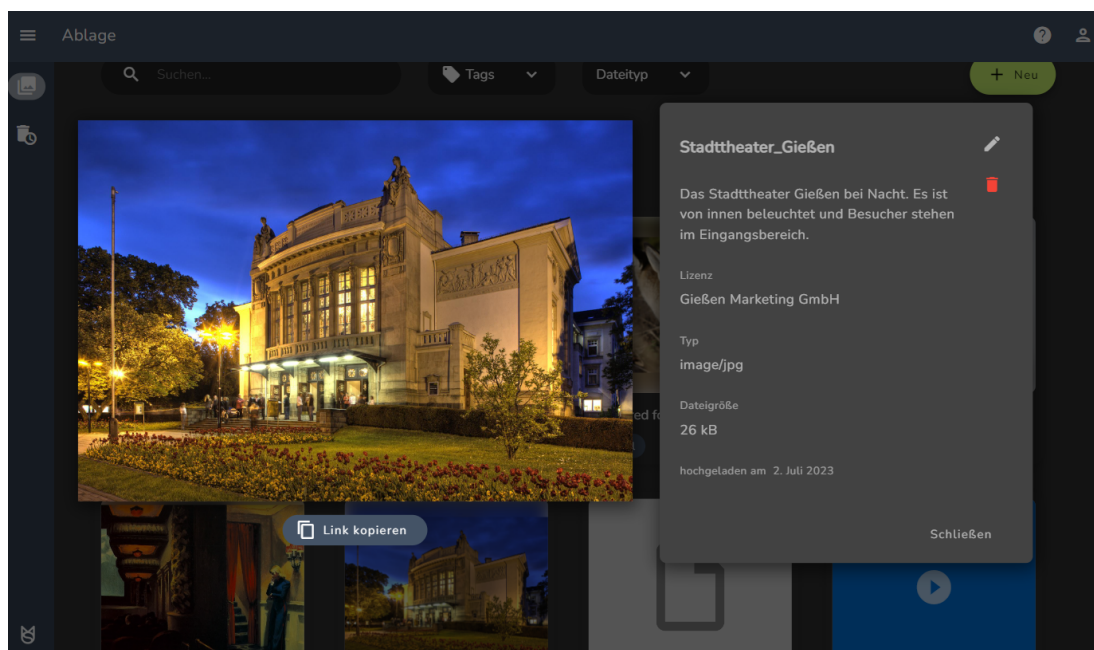 Ablage
Suchen...
Tags
Dateityp
Neu
Stadttheater_Gießen
Das Stadttheater Gießen bei Nacht. Es ist
von innen beleuchtet und Besucher stehen
im Eingangsbereich.
Lizenz
Gießen Marketing GmbH
Typ
image/jpg
Dateigröße
26 kB
hochgeladen am 2. Juli 2023
Link kopieren
Schließen